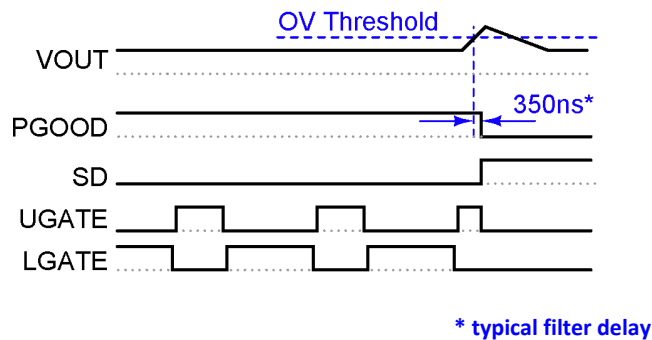 OV Threshold
VOUT
350ns*
PGOOD
SD
UGATE
LGATE
* typical filter delay